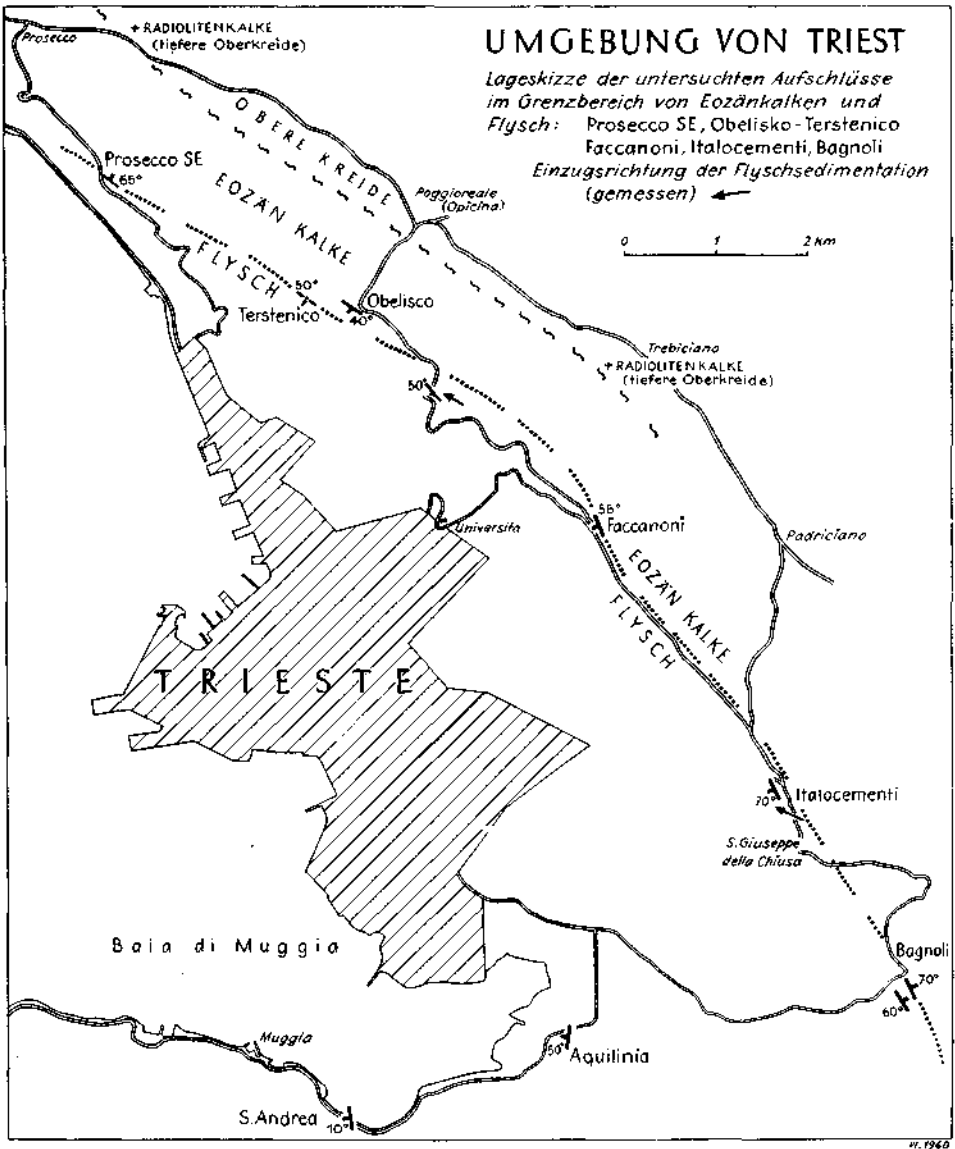 UMGEBUNG VON TRIEST
Lageskizze der untersuchten Aufschlüsse
im Grenzbereich von Eozänkalken und
Flysch: Prosecco SE, Obelisko-Terstenico
Faccanoni, Italocementi, Bagnoli
Einzugsrichtung der Flyschsedimentation
(gemessen)
0 1 2 Km
Prosecco
+ RADIOLITENKALKE
(tiefere Oberkreide)
OBERE KREIDE
Prosecco SE
65°
EOZÄN KALKE
Poggioreale
(Opicina)
FLYSCH
50°
Terstenico
Obelisco
40°
Trebiciano
+ RADIOLITENKALKE
(tiefere Oberkreide)
50°
55°
Faccanoni
Universita
Padriciano
EOZÄN KALKE
FLYSCH
TRIESTE
70°
Italocementi
S. Giuseppe
della Chiusa
Baia di Muggia
Bagnoli
70°
60°
Muggia
50°
Aquilinia
S. Andrea
10°
VI. 1960